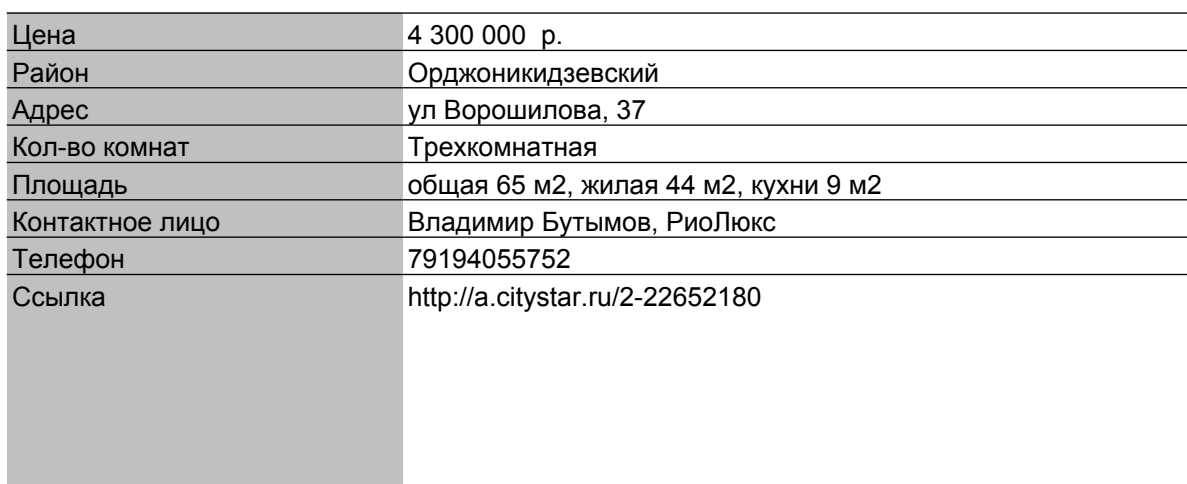 Цена 4 300 000 р.
Район Орджоникидзевский
Адрес ул Ворошилова, 37
Кол-во комнат Трехкомнатная
Площадь общая 65 м2, жилая 44 м2, кухни 9 м2
Контактное лицо Владимир Бутымов, РиоЛюкс
Телефон 79194055752
Ссылка http://a.citystar.ru/2-22652180